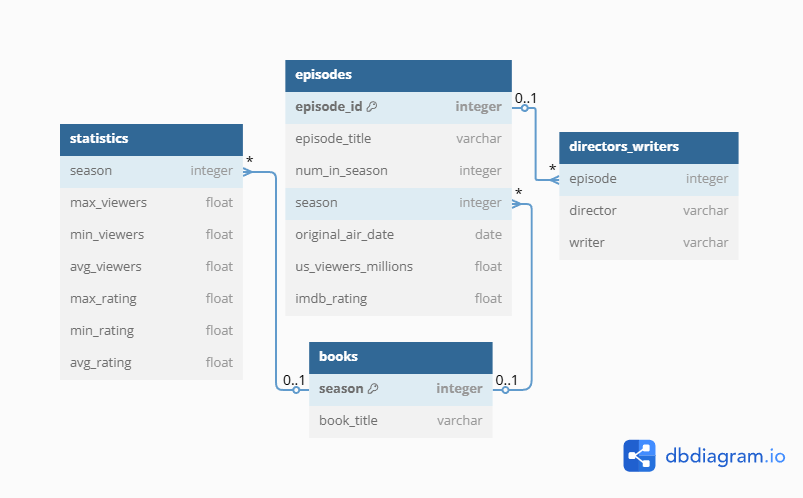 episodes
episode_id integer
episode_title varchar
num_in_season integer
season integer
original_air_date date
us_viewers_millions float
imdb_rating float
0..1
*
*
statistics
season integer
max_viewers float
min_viewers float
avg_viewers float
max_rating float
min_rating float
avg_rating float
*
directors_writers
episode integer
director varchar
writer varchar
books
season integer
book_title varchar
0..1
0..1
dbdiagram.io